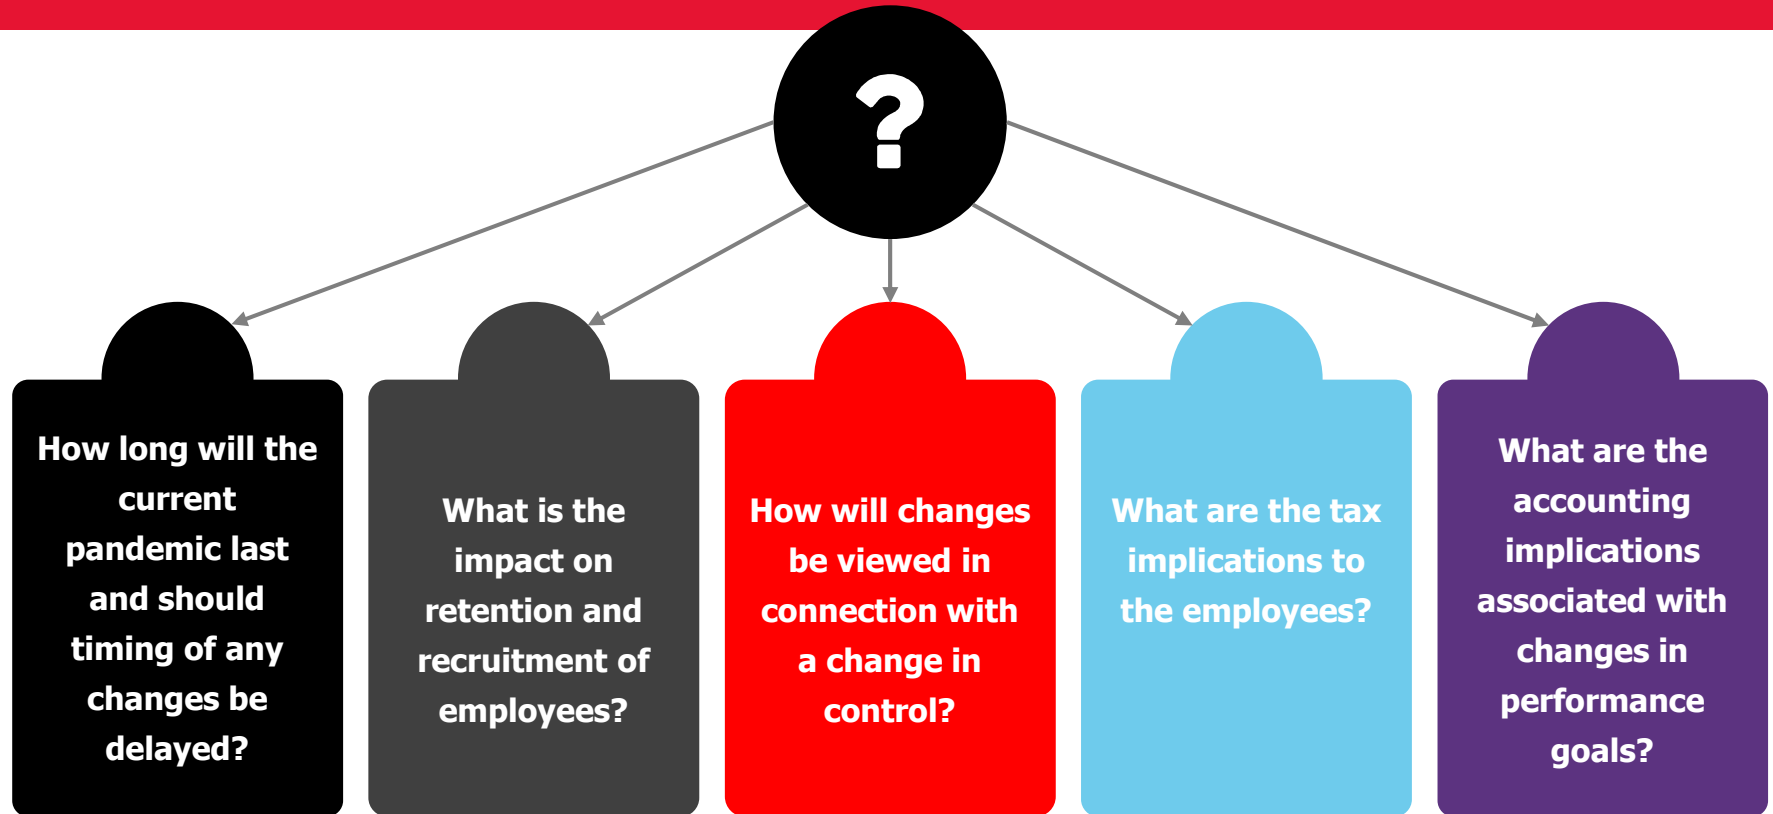 ?
How long will the
current
pandemic last
and should
timing of any
changes be
delayed?
What is the
impact on
retention and
recruitment of
employees?
How will changes
be viewed in
connection with
a change in
control?
What are the tax
implications to
the employees?
What are the
accounting
implications
associated with
changes in
performance
goals?